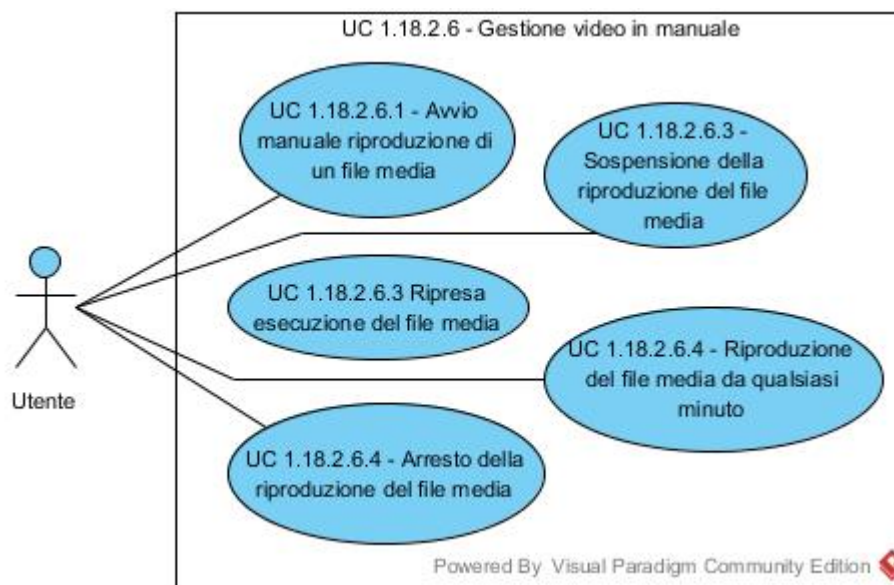 UC 1.18.2.6 - Gestione video in manuale
UC 1.18.2.6.1 - Avvio
manuale riproduzione di
un file media
UC 1.18.2.6.3 -
Sospensione della
riproduzione del file
media
UC 1.18.2.6.3 Ripresa
esecuzione del file media
UC 1.18.2.6.4 - Riproduzione
del file media da qualsiasi
minuto
Utente
UC 1.18.2.6.4 - Arresto della
riproduzione del file media
Powered By Visual Paradigm Community Edition